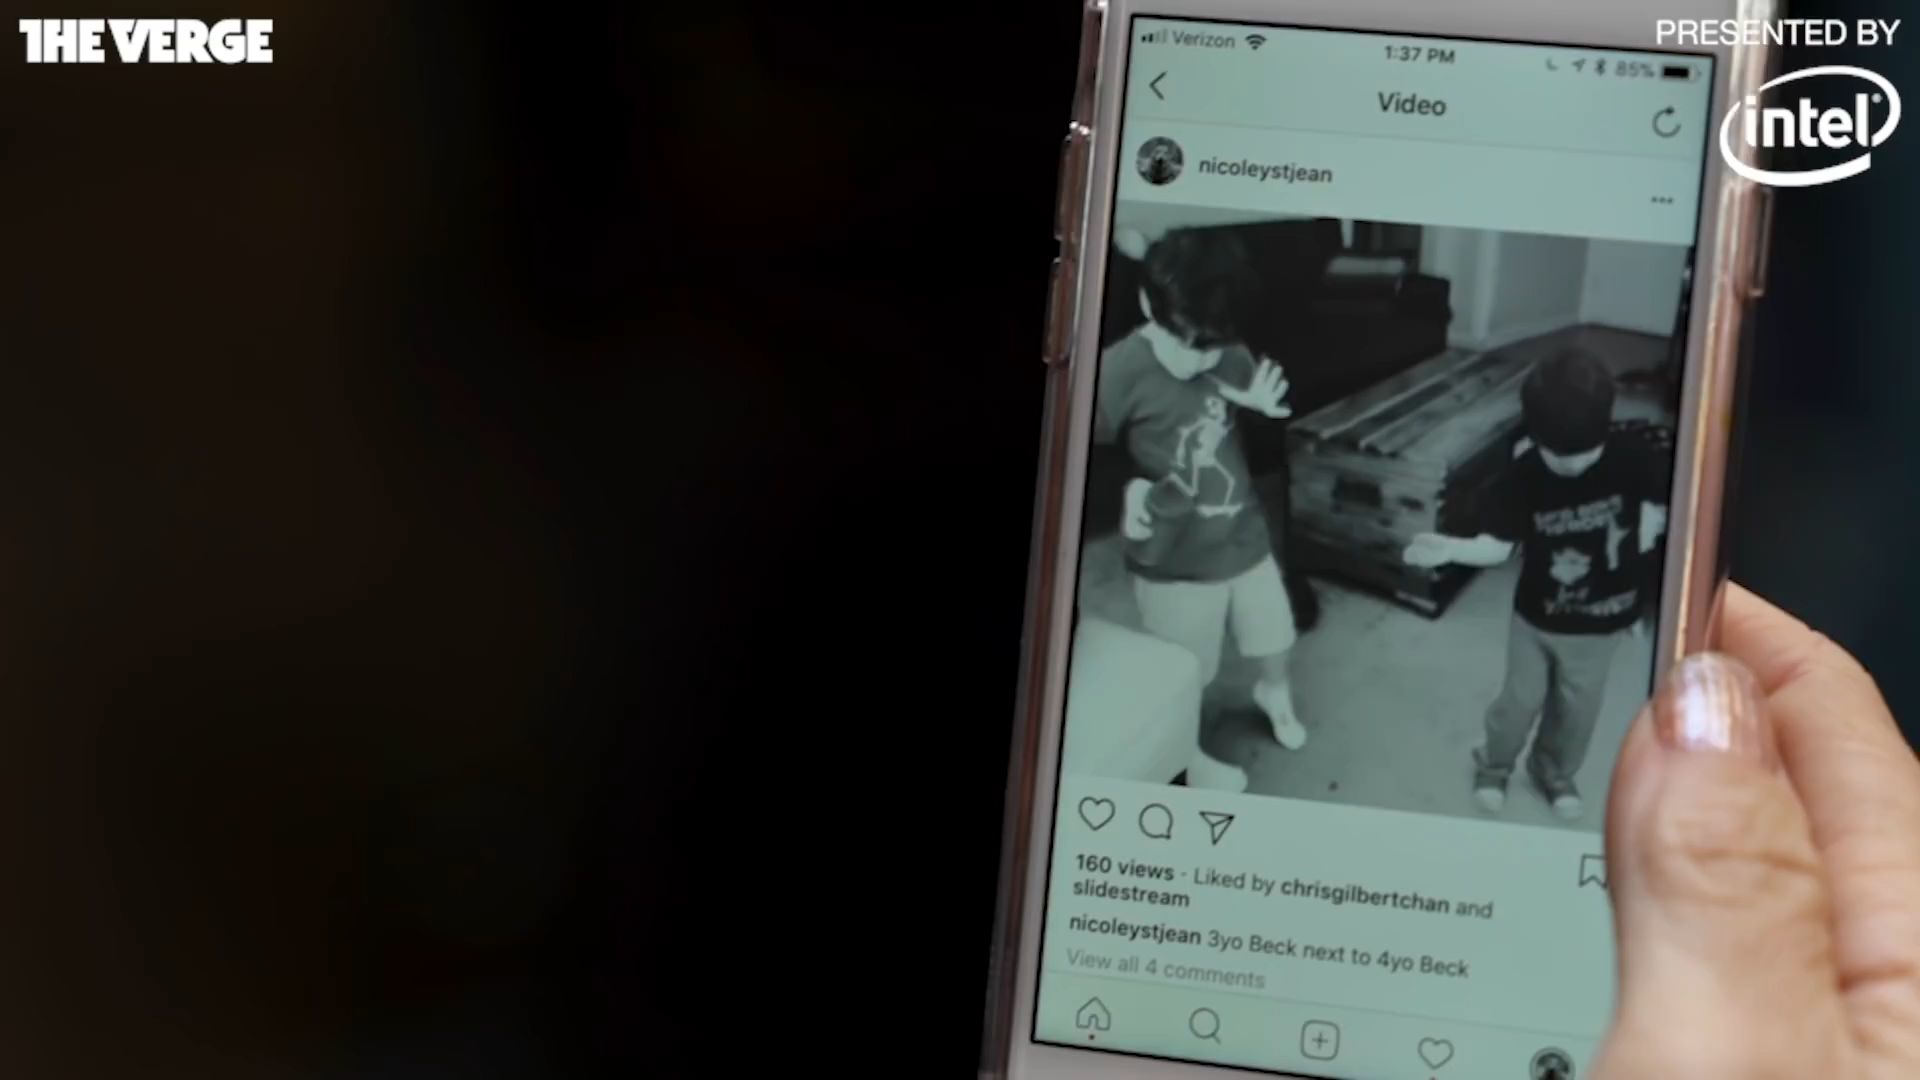 THE VERGE
PRESENTED BY
intel
Verizon
1:37 PM
85%
Video
nicoleystjean
160 views · Liked by chrisgilbertchan and
slidestream
nicoleystjean 3yo Beck next to 4yo Beck
View all 4 comments